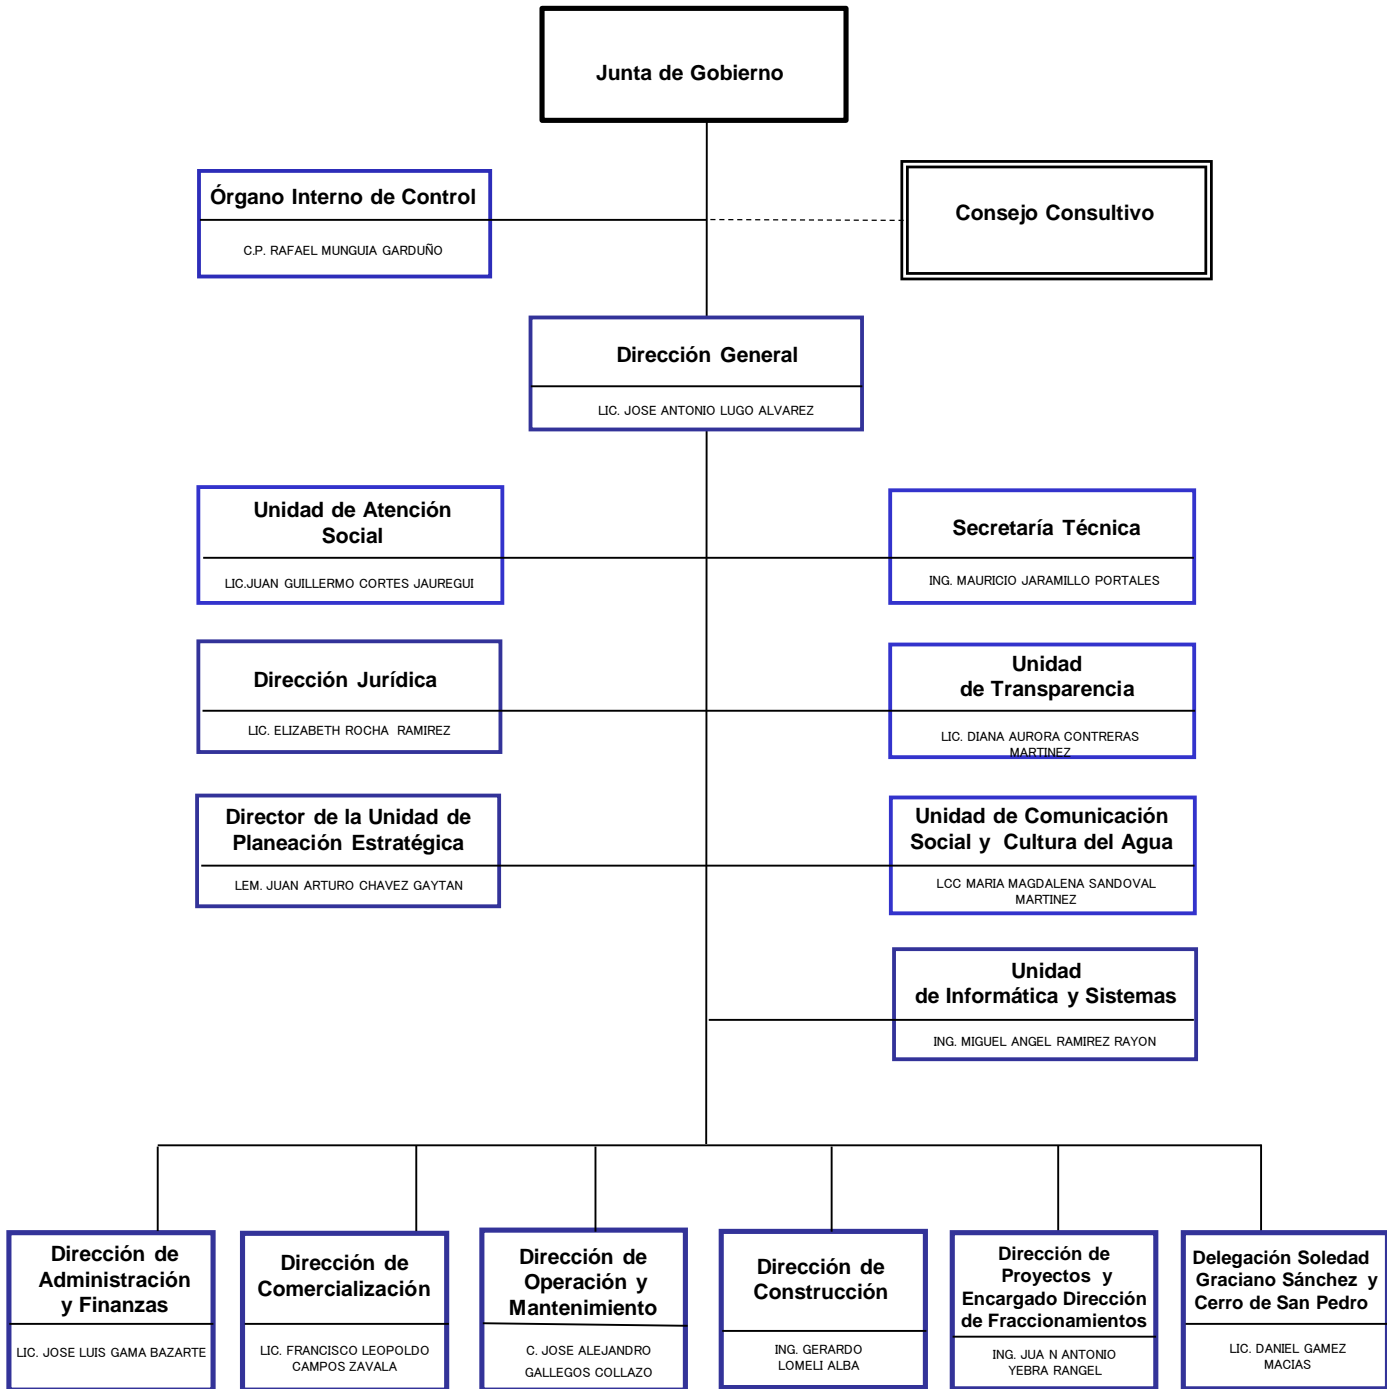 Junta de Gobierno
Órgano Interno de Control
C.P. RAFAEL MUNGUIA GARDUÑO
Consejo Consultivo
Dirección General
LIC. JOSE ANTONIO LUGO ALVAREZ
Unidad de Atención
Social
LIC.JUAN GUILLERMO CORTES JAUREGUI
Secretaría Técnica
ING. MAURICIO JARAMILLO PORTALES
Dirección Jurídica
LIC. ELIZABETH ROCHA RAMIREZ
Unidad
de Transparencia
LIC. DIANA AURORA CONTRERAS
MARTINEZ
Director de la Unidad de
Planeación Estratégica
LEM. JUAN ARTURO CHAVEZ GAYTAN
Unidad de Comunicación
Social y Cultura del Agua
LCC MARIA MAGDALENA SANDOVAL
MARTINEZ
Unidad
de Informática y Sistemas
ING. MIGUEL ANGEL RAMIREZ RAYON
Dirección de
Administración
y Finanzas
LIC. JOSE LUIS GAMA BAZARTE
Dirección de
Comercialización
LIC. FRANCISCO LEOPOLDO
CAMPOS ZAVALA
Dirección de
Operación y
Mantenimiento
C. JOSE ALEJANDRO
GALLEGOS COLLAZO
Dirección de
Construcción
ING. GERARDO
LOMELI ALBA
Dirección de
Proyectos y
Encargado Dirección
de Fraccionamientos
ING. JUA N ANTONIO
YEBRA RANGEL
Delegación Soledad
Graciano Sánchez y
Cerro de San Pedro
LIC. DANIEL GAMEZ
MACIAS